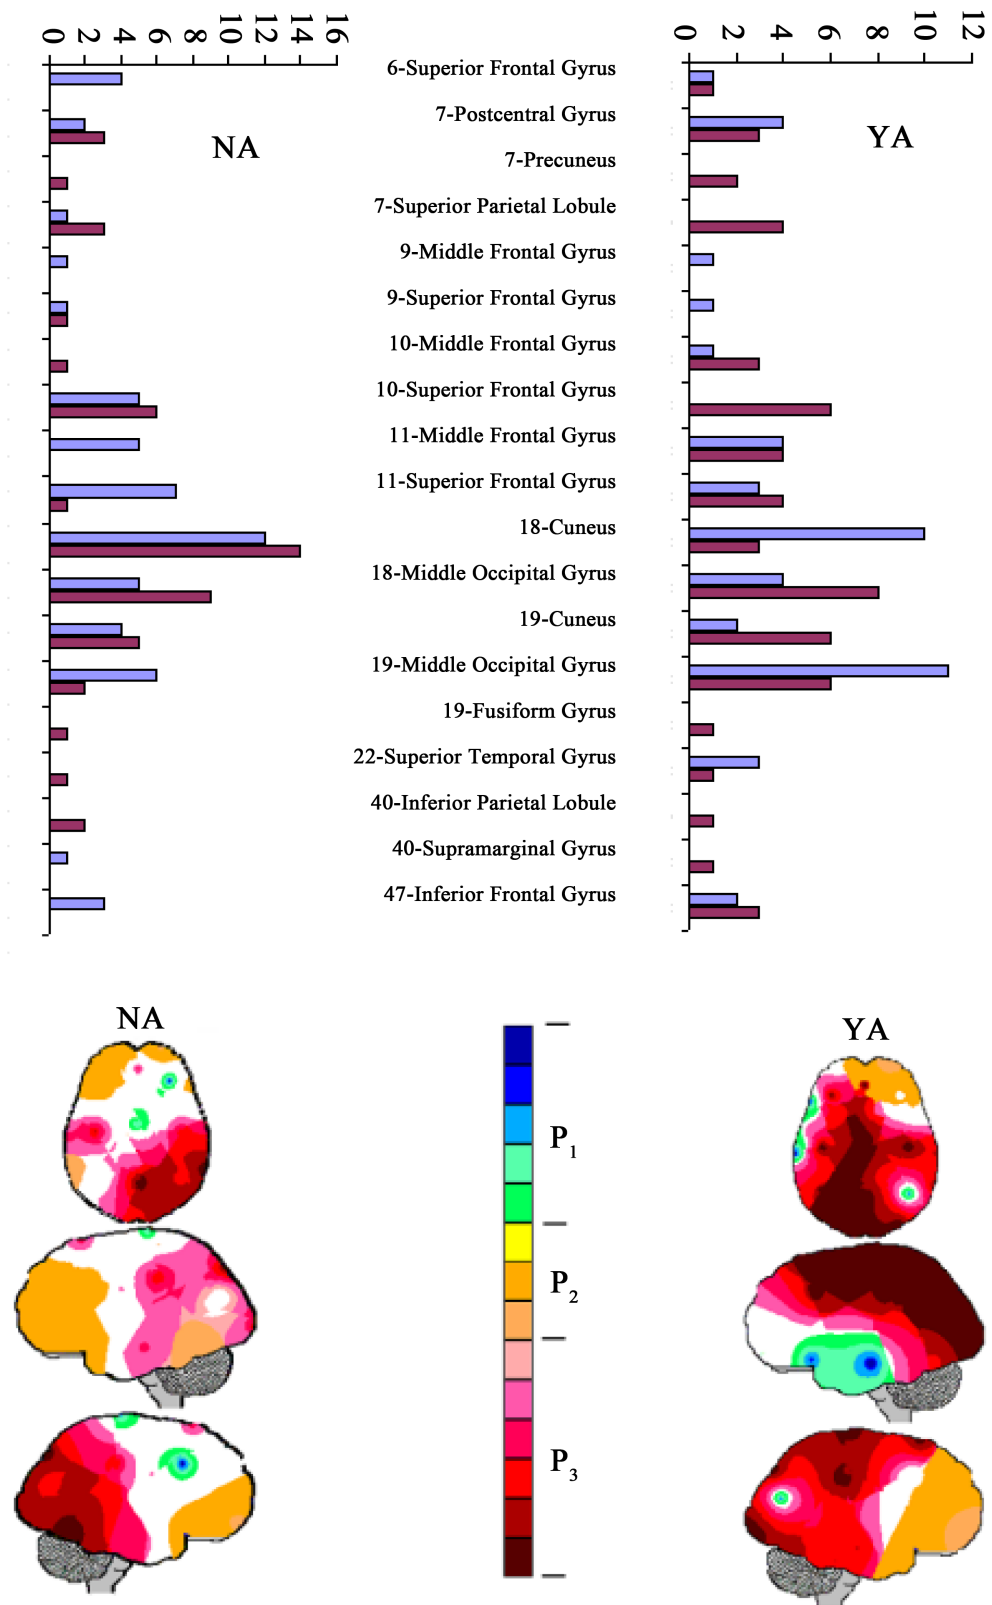 0 2 4 6 8 10 12 14 16
0 2 4 6 8 10 12
NA
YA
6-Superior Frontal Gyrus
7-Postcentral Gyrus
7-Precuneus
7-Superior Parietal Lobule
9-Middle Frontal Gyrus
9-Superior Frontal Gyrus
10-Middle Frontal Gyrus
10-Superior Frontal Gyrus
11-Middle Frontal Gyrus
11-Superior Frontal Gyrus
18-Cuneus
18-Middle Occipital Gyrus
19-Cuneus
19-Middle Occipital Gyrus
19-Fusiform Gyrus
22-Superior Temporal Gyrus
40-Inferior Parietal Lobule
40-Supramarginal Gyrus
47-Inferior Frontal Gyrus
NA
YA
P1
P2
P3